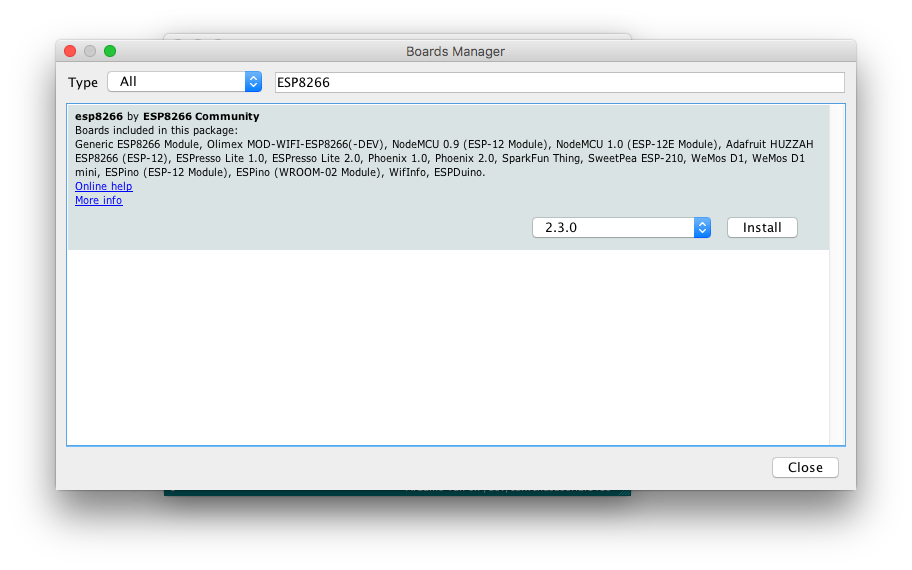 Boards Manager
Type All ESP8266
esp8266 by ESP8266 Community
Boards included in this package:
Generic ESP8266 Module, Olimex MOD-WIFI-ESP8266(-DEV), NodeMCU 0.9 (ESP-12 Module), NodeMCU 1.0 (ESP-12E Module), Adafruit HUZZAH
ESP8266 (ESP-12), ESPresso Lite 1.0, ESPresso Lite 2.0, Phoenix 1.0, Phoenix 2.0, SparkFun Thing, SweetPea ESP-210, WeMos D1, WeMos D1
mini, ESPino (ESP-12 Module), ESPino (WROOM-02 Module), WifInfo, ESPDuino.
Online help
More info
2.3.0 Install
Close